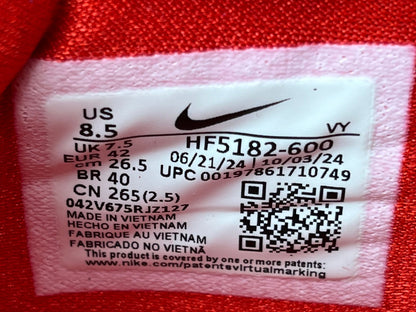 US
8.5
VY
UK 7.5
EUR 42
cm 26.5
BR 40
CN 265(2.5)
HF5182-600
06/21/24 | 10/03/24
UPC 00197861710749
042V675RJZ127
MADE IN VIETNAM
HECHO EN VIETNAM
FABRIQUE AU VIETNAM
FABRICADO NO VIETNÃ
This product is covered by one or more patents
www.nike.com/patentsvirtualmarking